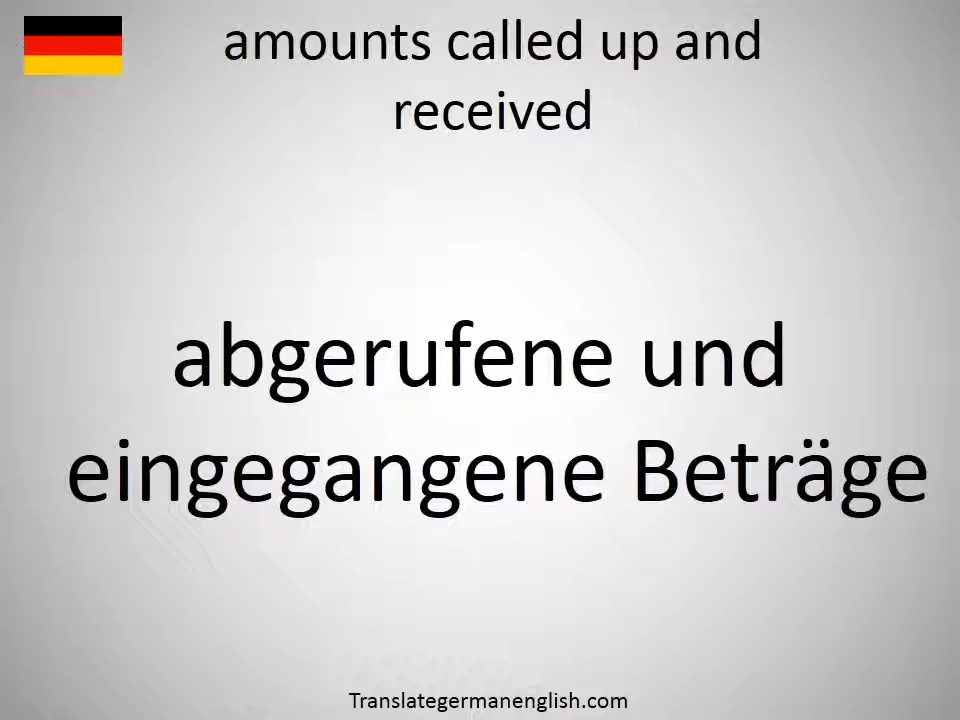 amounts called up and
received
abgerufene und
eingegangene Beträge
Translategermanenglish.com